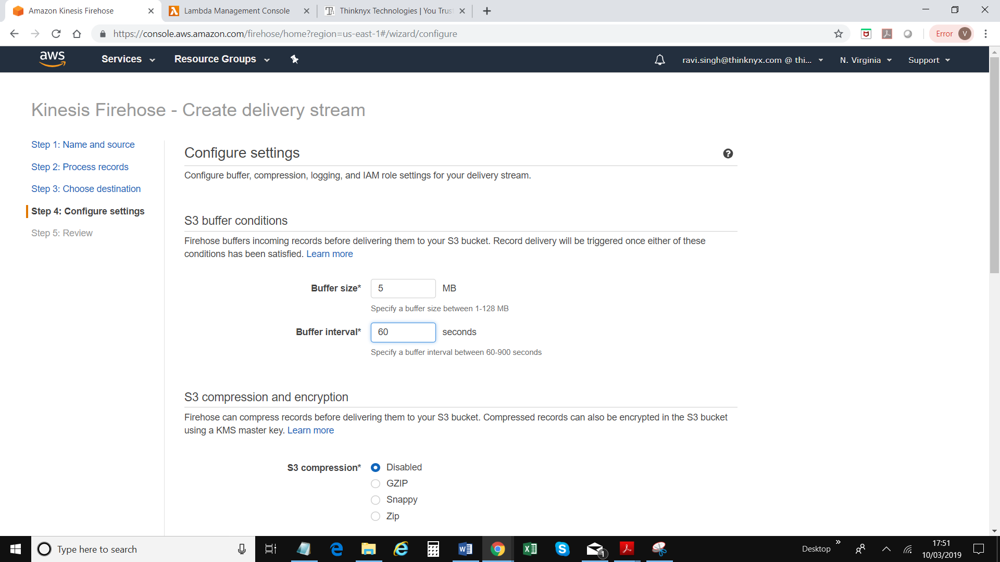 Amazon Kinesis Firehose
Lambda Management Console
Thinknyx Technologies | You Trus
https://console.aws.amazon.com/firehose/home?region=us-east-1#/wizard/configure
Error V
aws
Services
Resource Groups
ravi.singh@thinknyx.com @ thi...
N. Virginia
Support
Kinesis Firehose - Create delivery stream
Step 1: Name and source
Step 2: Process records
Step 3: Choose destination
Step 4: Configure settings
Step 5: Review
Configure settings
Configure buffer, compression, logging, and IAM role settings for your delivery stream.
S3 buffer conditions
Firehose buffers incoming records before delivering them to your S3 bucket. Record delivery will be triggered once either of these
conditions has been satisfied. Learn more
Buffer size* 5 MB
Specify a buffer size between 1-128 MB
Buffer interval* 60 seconds
Specify a buffer interval between 60-900 seconds
S3 compression and encryption
Firehose can compress records before delivering them to your S3 bucket. Compressed records can also be encrypted in the S3 bucket
using a KMS master key. Learn more
S3 compression* Disabled
GZIP
Snappy
Zip
Type here to search
1
Desktop
17:51
10/03/2019